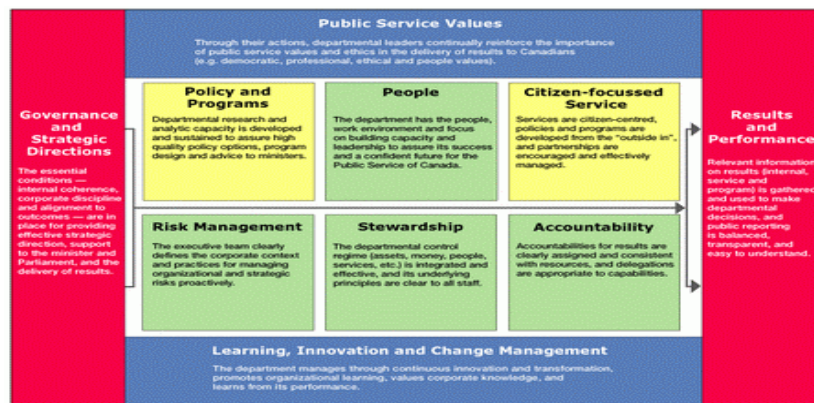 Public Service Values
Through their actions, departmental leaders continually reinforce the importance
of public service values and ethics in the delivery of results to Canadians
(e.g. democratic, professional, ethical and people values).
Governance
and
Strategic
Directions
The essential
conditions —
internal coherence,
corporate discipline
and alignment to
outcomes — are in
place for providing
effective strategic
direction, support
to the minister and
Parliament, and the
delivery of results.
Policy and
Programs
Departmental research
and analytic capacity is developed
and sustained to assure high
quality policy options, program
design and advice to ministers.
People
The department has the people,
work environment and focus
on building capacity and
leadership to assure its success
and a confident future for the
Public Service of Canada.
Citizen-focussed
Service
Services are citizen-centred,
policies and programs are
developed from the "outside in",
and partnerships are
encouraged and effectively
managed.
Risk Management
The executive team clearly
defines the corporate context
and practices for managing
organizational and strategic
risks proactively.
Stewardship
The departmental control
regime (assets, money, people,
services, etc.) is integrated and
effective, and its underlying
principles are clear to all staff.
Accountability
Accountabilities for results are
clearly assigned and consistent
with resources, and delegations
are appropriate to capabilities.
Results
and
Performance
Relevant information
on results (internal,
service and
program) is gathered
and used to make
departmental
decisions, and
public reporting
is balanced,
transparent, and
easy to understand.
Learning, Innovation and Change Management
The department manages through continuous innovation and transformation,
promotes organizational learning, values corporate knowledge, and
learns from its performance.